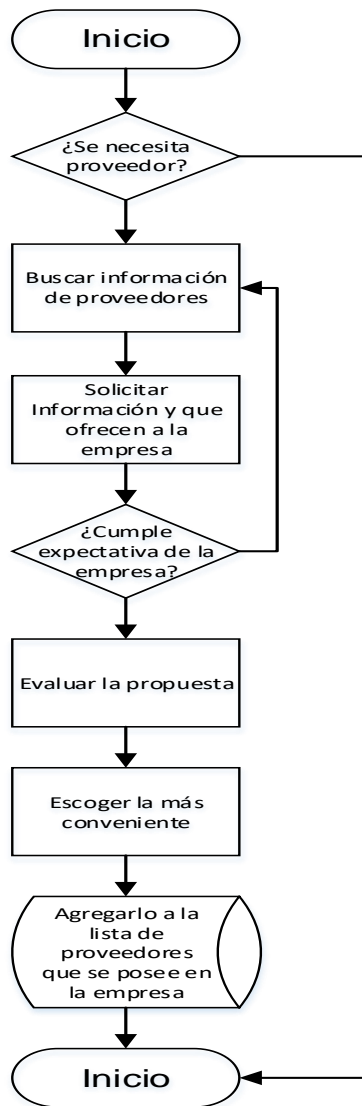 Inicio
¿Se necesita
proveedor?
Buscar información
de proveedores
Solicitar
Información y que
ofrecen a la
empresa
¿Cumple
expectativa de la
empresa?
Evaluar la propuesta
Escoger la más
conveniente
Agregarlo a la
lista de
proveedores
que se posee en
la empresa
Inicio